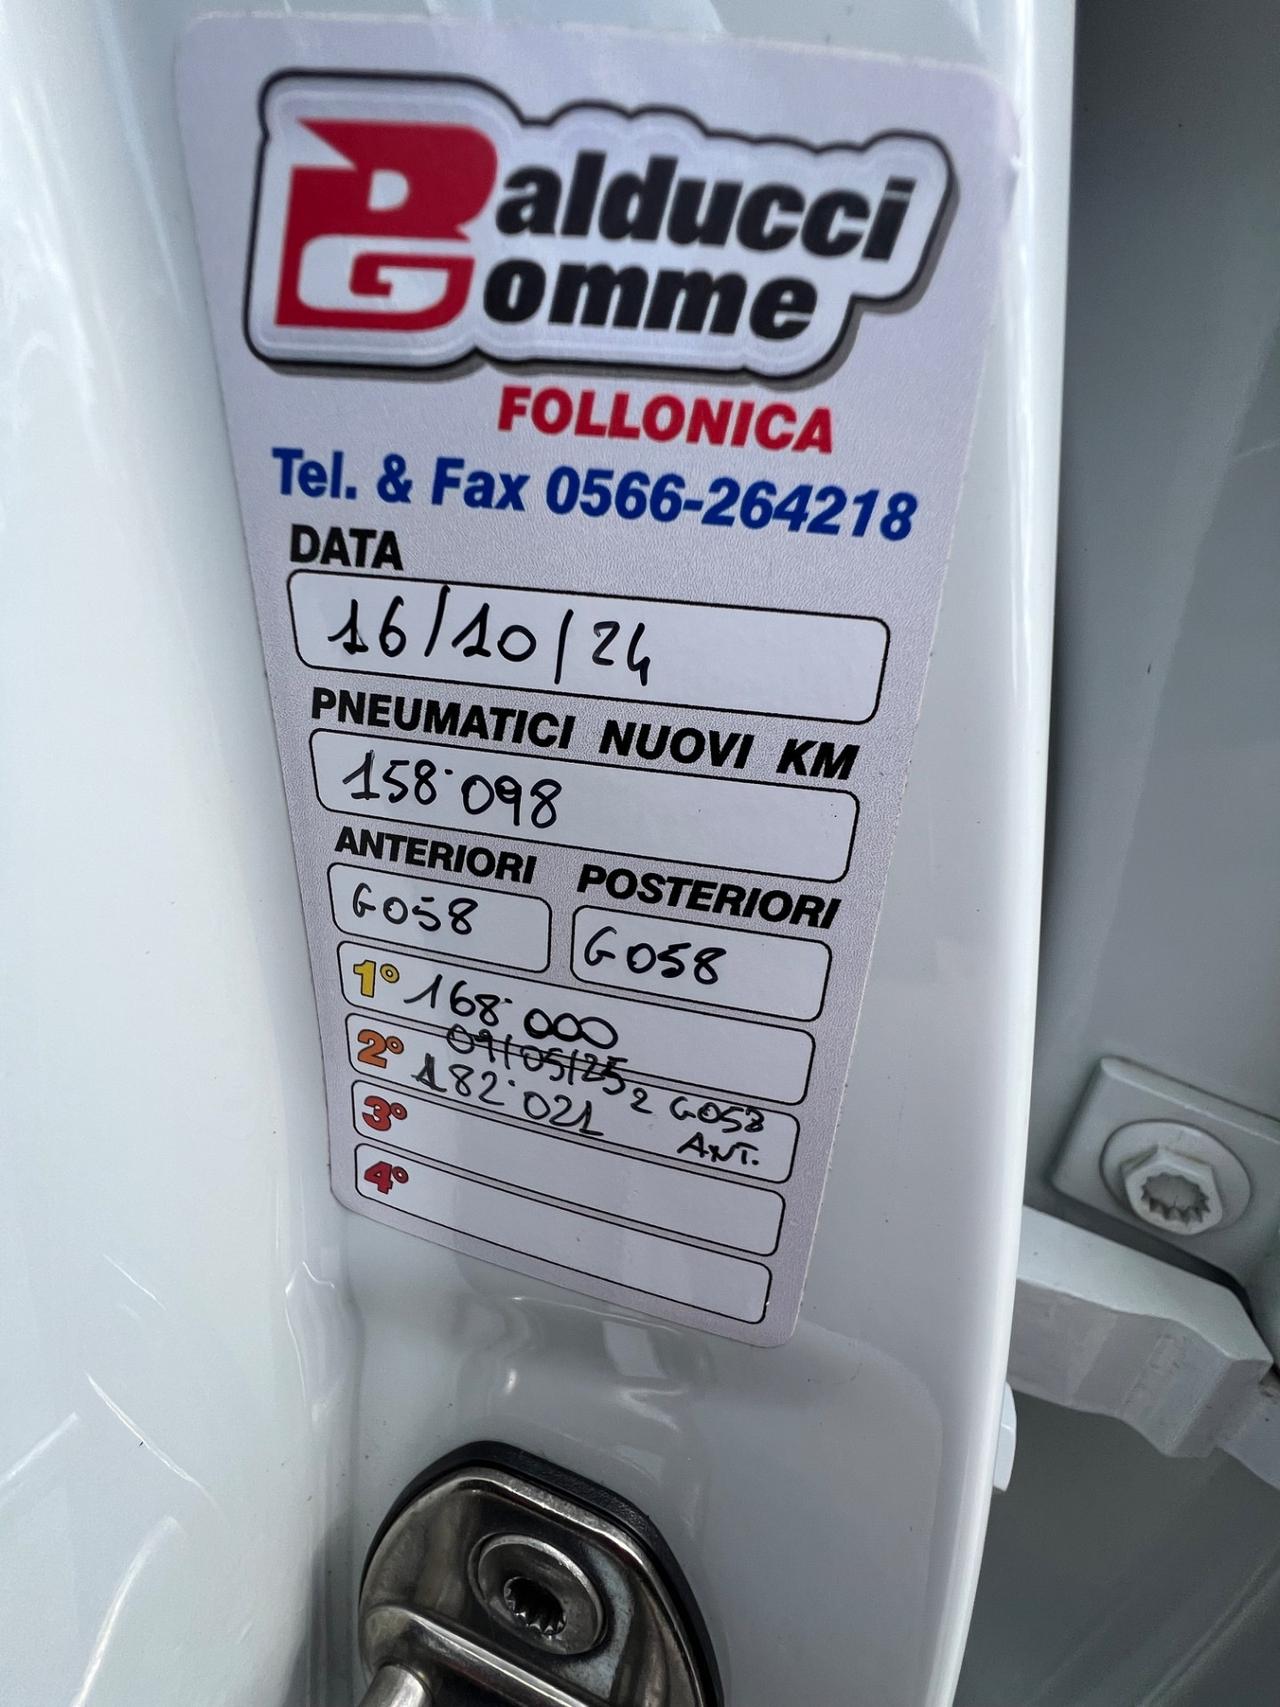 Balducci
Gomme
FOLLONICA
Tel. & Fax 0566-264218
DATA
16/10/24
PNEUMATICI NUOVI KM
158·098
ANTERIORI POSTERIORI
G058 G058
1° 168·000
2° 09/05/25
182·021 2 G058
ANT.
3°
4°